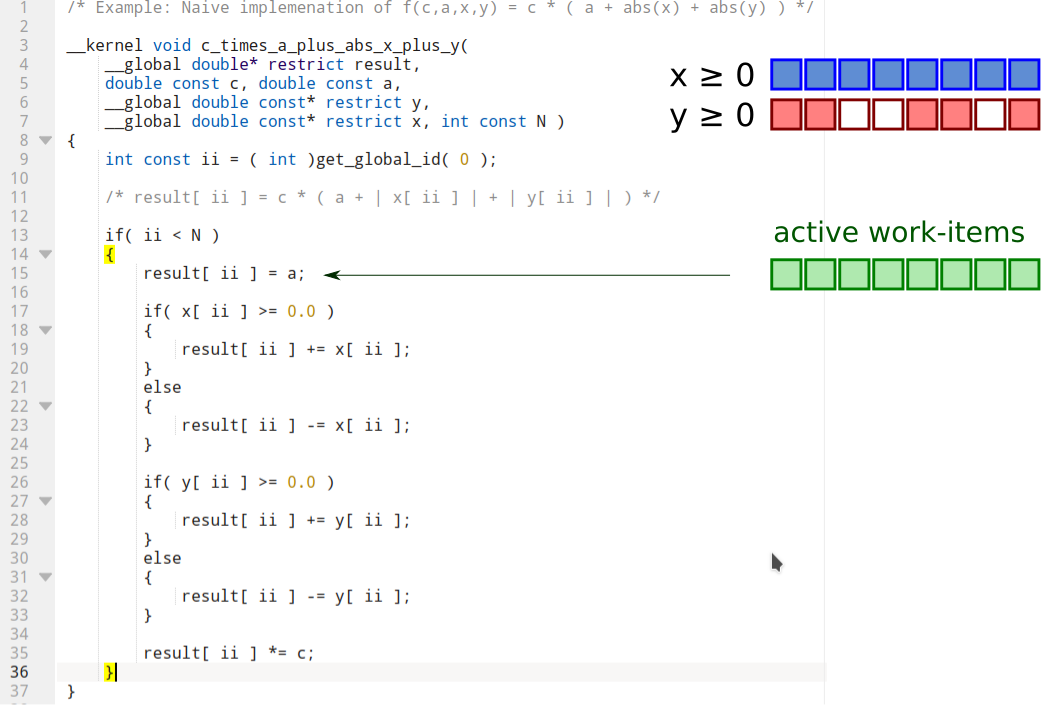 1 /* Example: Naive implemenation of f(c,a,x,y) = c * ( a + abs(x) + abs(y) ) */
2
3 __kernel void c_times_a_plus_abs_x_plus_y(
4 __global double* restrict result,
5 double const c, double const a,
6 __global double const* restrict y,
7 __global double const* restrict x, int const N )
8 {
9 int const ii = ( int )get_global_id( 0 );
10
11 /* result[ ii ] = c * ( a + | x[ ii ] | + | y[ ii ] | ) */
12
13 if( ii < N )
14 {
15 result[ ii ] = a;
16
17 if( x[ ii ] >= 0.0 )
18 {
19 result[ ii ] += x[ ii ];
20 }
21 else
22 {
23 result[ ii ] -= x[ ii ];
24 }
25
26 if( y[ ii ] >= 0.0 )
27 {
28 result[ ii ] += y[ ii ];
29 }
30 else
31 {
32 result[ ii ] -= y[ ii ];
33 }
34
35 result[ ii ] *= c;
36 }
37 }
x ≥ 0
y ≥ 0
active work-items